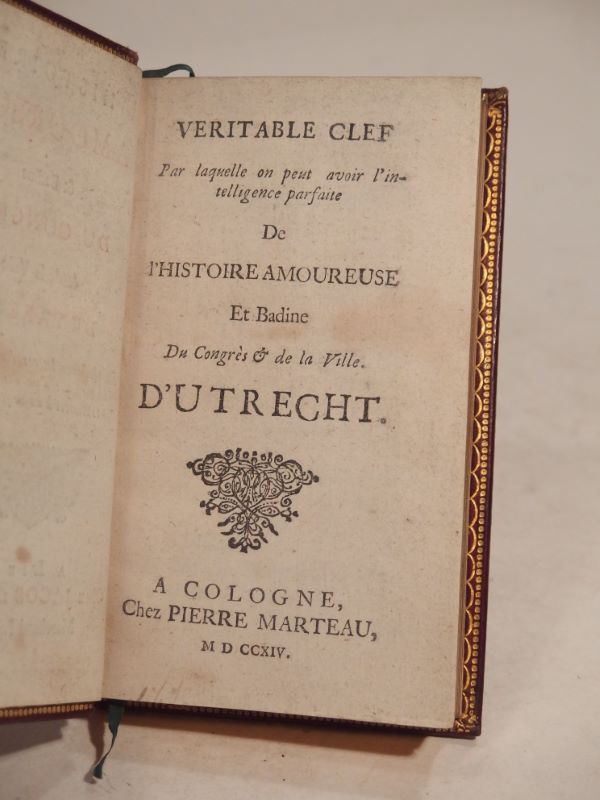 VERITABLE CLEF
Par laquelle on peut avoir l'in-
telligence parfaite
De
l'HISTOIRE AMOUREUSE
Et Badine
Du Congrès & de la Ville.
D'UTRECHT.
A COLOGNE,
Chez PIERRE MARTEAU,
M D CCXIV.